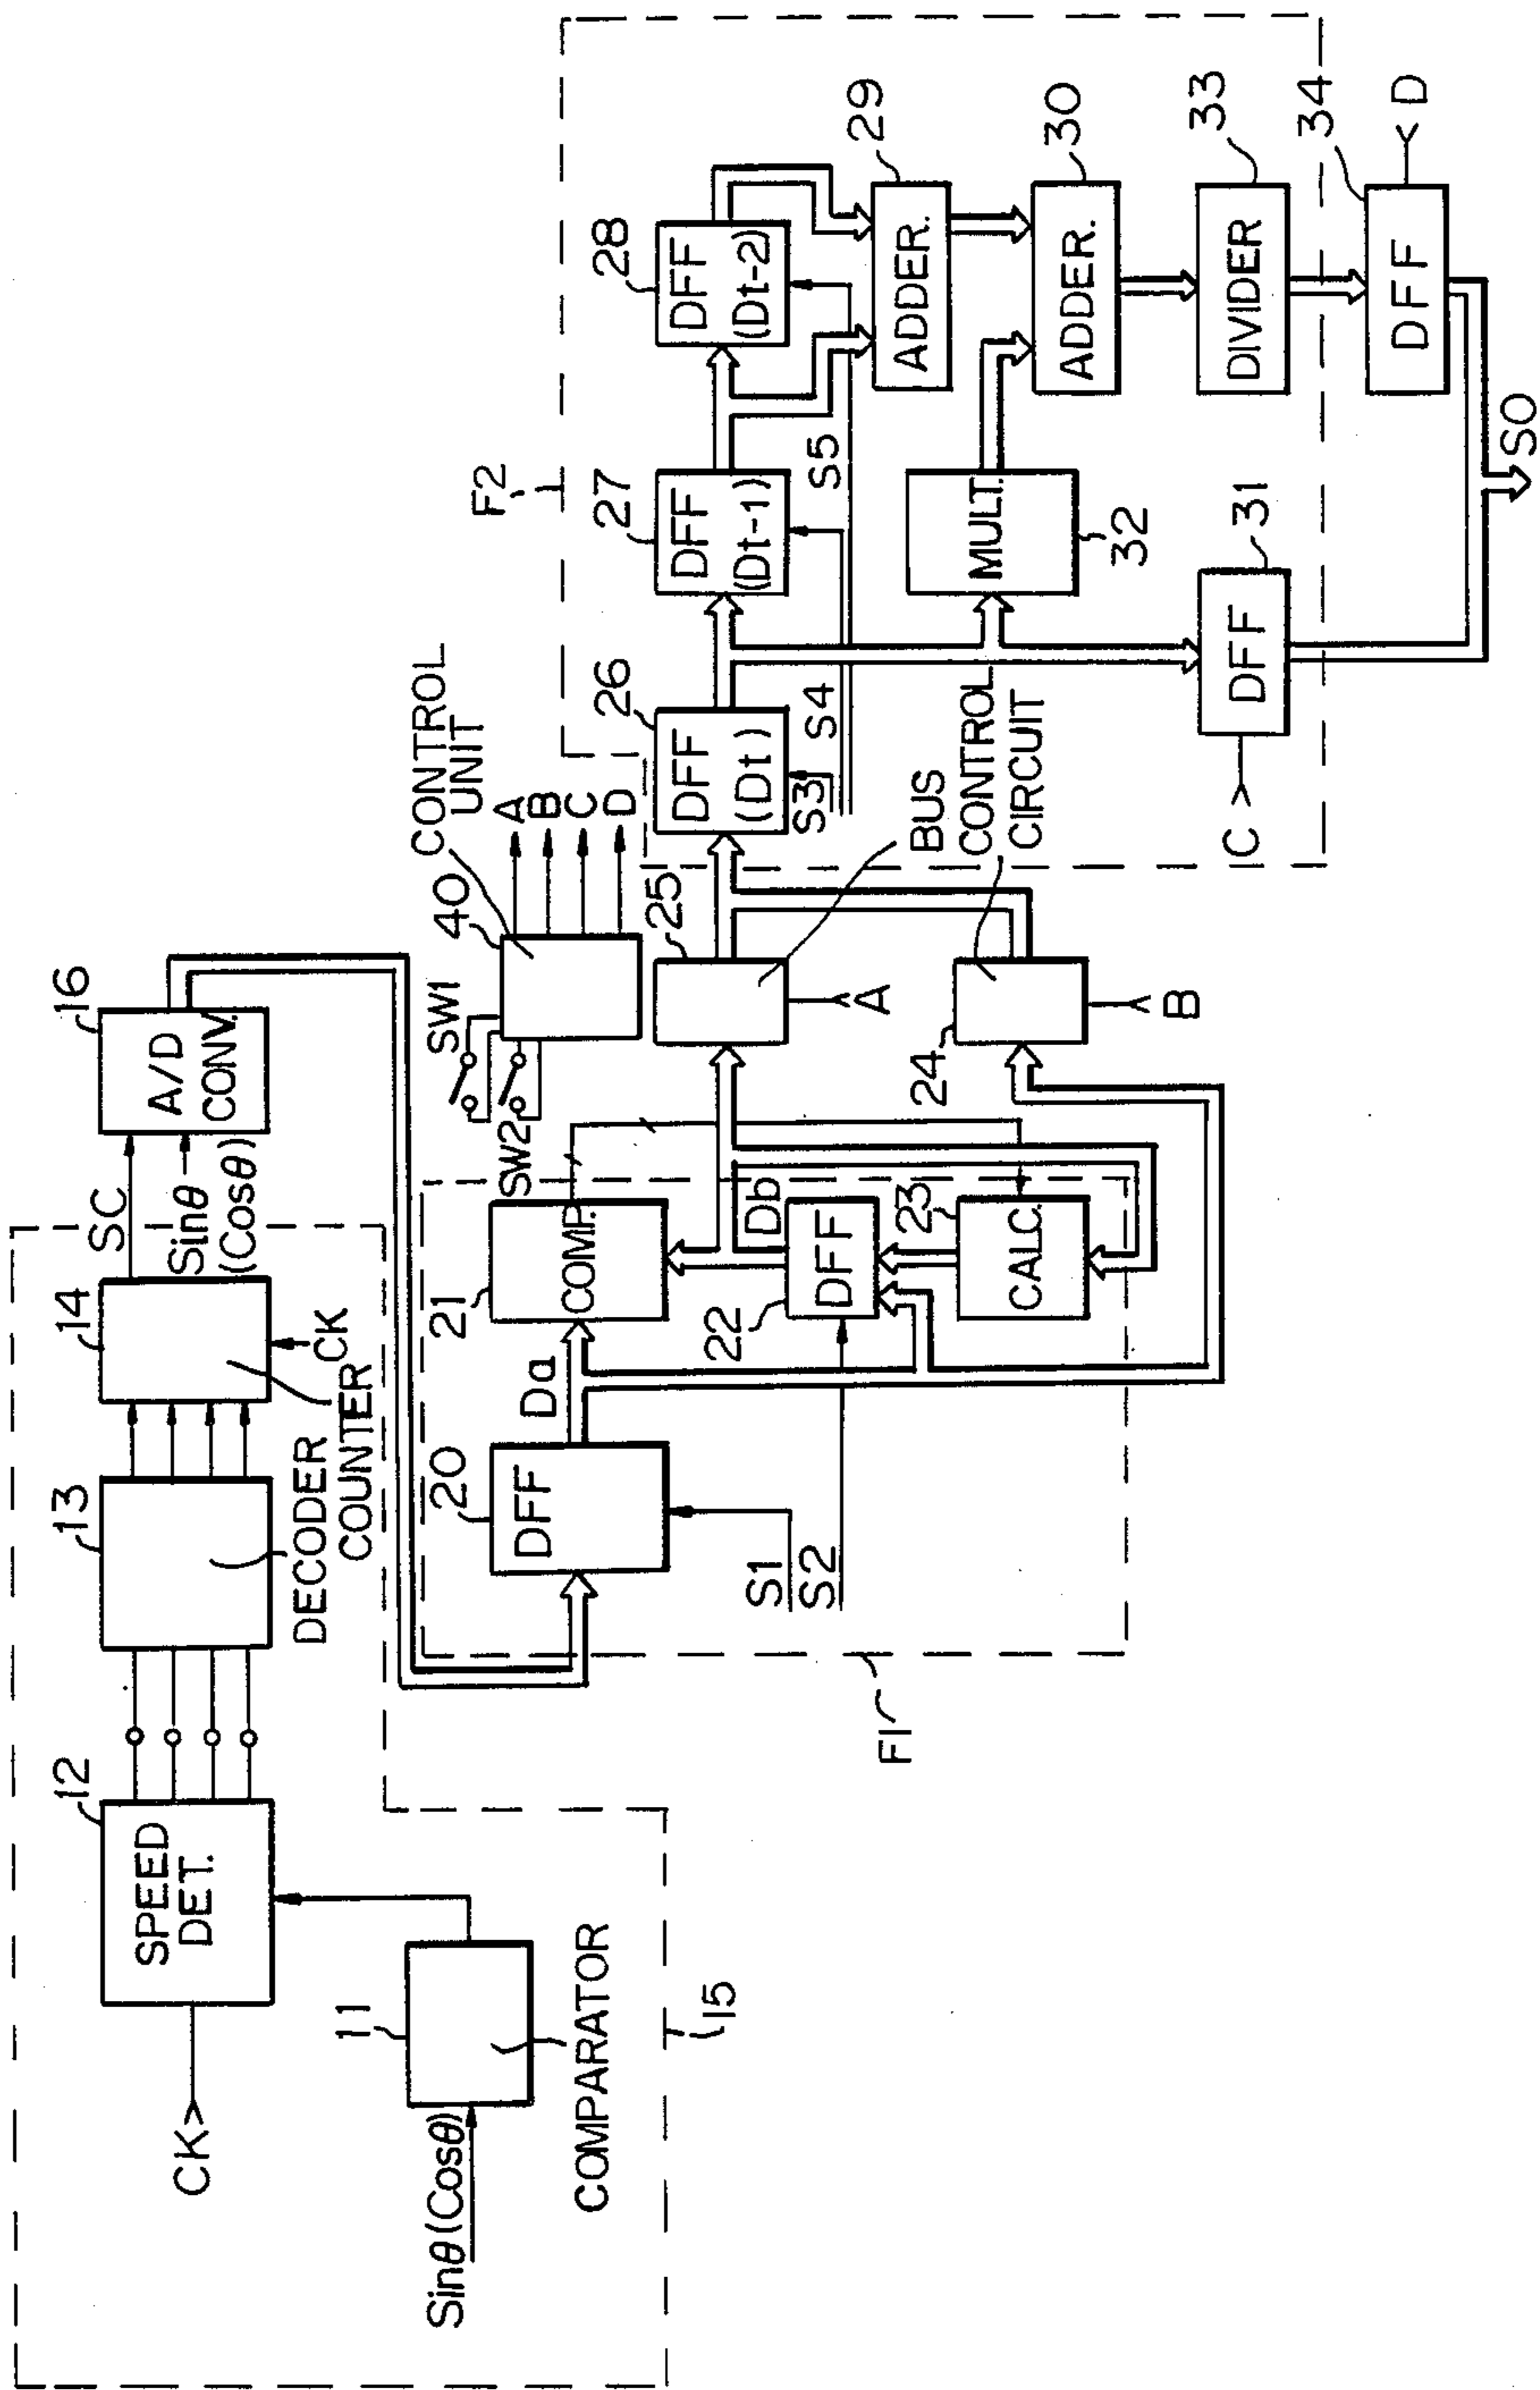 CK
SPEED
DET.
12
13
14
SC
16
A/D
CONV.
Sinθ
(Cosθ)
CK
DECODER
COUNTER
11
Sinθ(Cosθ)
COMPARATOR
15
SW1
SW2
40
CONTROL
UNIT
A
B
C
D
F1
20
DFF
Da
21
COMP.
S1
S2
22
DFF
Db
23
CALC.
25
A
24
B
BUS
CONTROL
CIRCUIT
F2
26
DFF
(Dt)
27
DFF
(Dt-1)
28
DFF
(Dt-2)
S3
S4
S5
29
ADDER.
30
ADDER.
MULT.
32
33
DIVIDER
C
DFF
31
34
DFF
D
SO